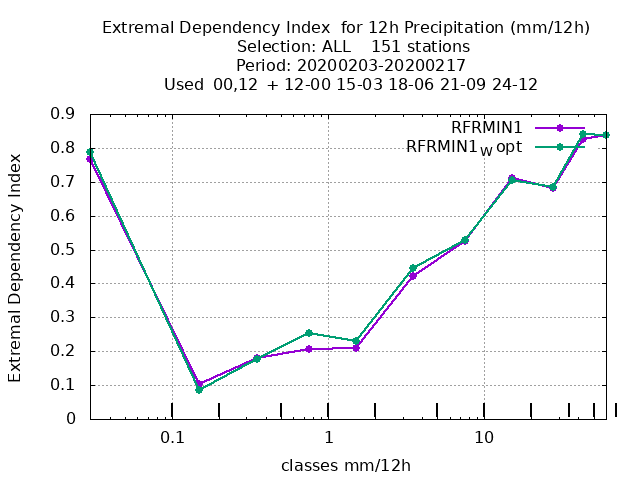 Extremal Dependency Index  for 12h Precipitation (mm/12h)
Selection: ALL    151 stations
Period: 20200203-20200217
Used  00,12  + 12-00 15-03 18-06 21-09 24-12
RFRMIN1
RFRMIN1W opt
0.9
0.8
0.7
0.6
0.5
0.4
0.3
0.2
0.1
0
Extremal Dependency Index
0.1 1 10
classes mm/12h